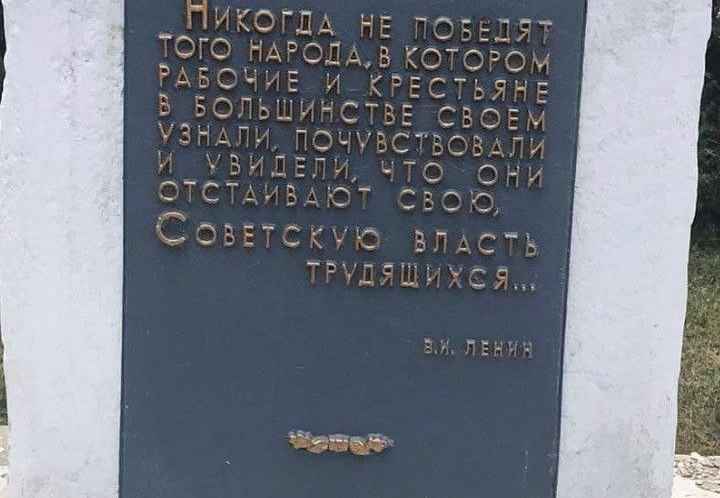 Никогда не победят
того народа, в котором
рабочие и крестьяне
в большинстве своем
узнали, почувствовали
и увидели, что они
отстаивают свою,
Советскую власть
трудящихся...
В.И. Ленин